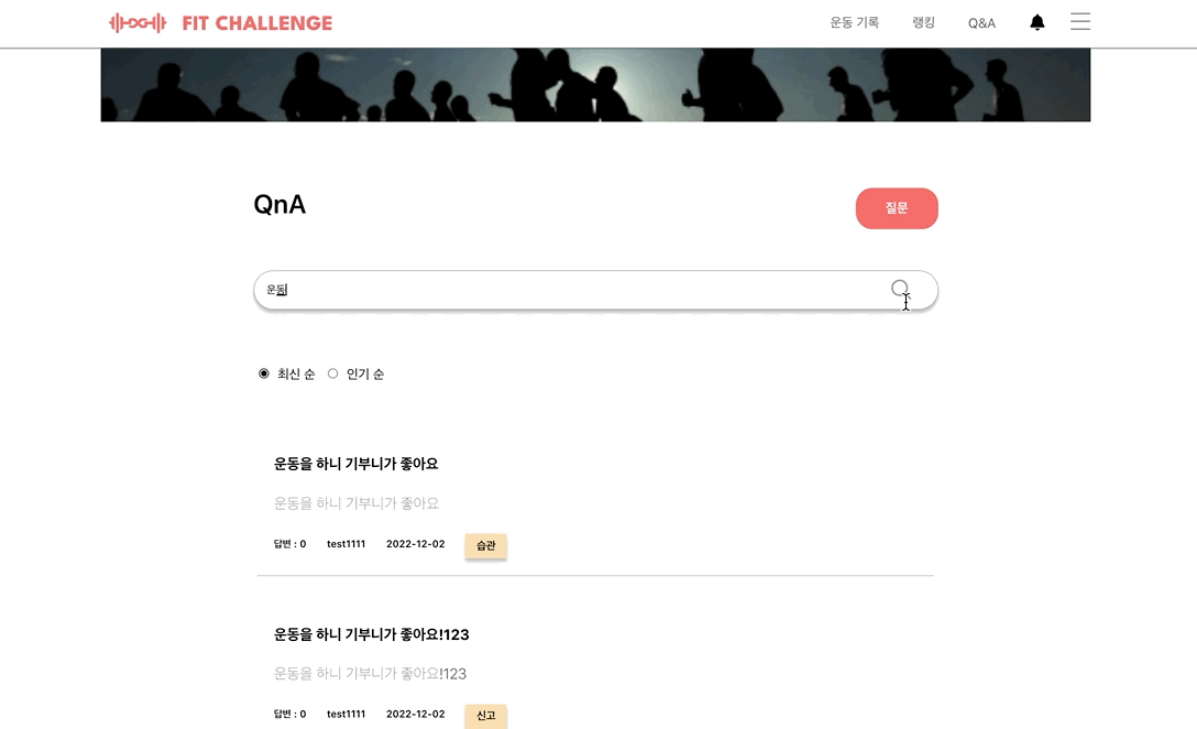 FIT CHALLENGE
운동 기록 랭킹 Q&A
QnA
질문
운동
최신 순 인기 순
운동을 하니 기부니가 좋아요
운동을 하니 기부니가 좋아요
답변 : 0 test1111 2022-12-02 습관
운동을 하니 기부니가 좋아요!123
운동을 하니 기부니가 좋아요!123
답변 : 0 test1111 2022-12-02 신고